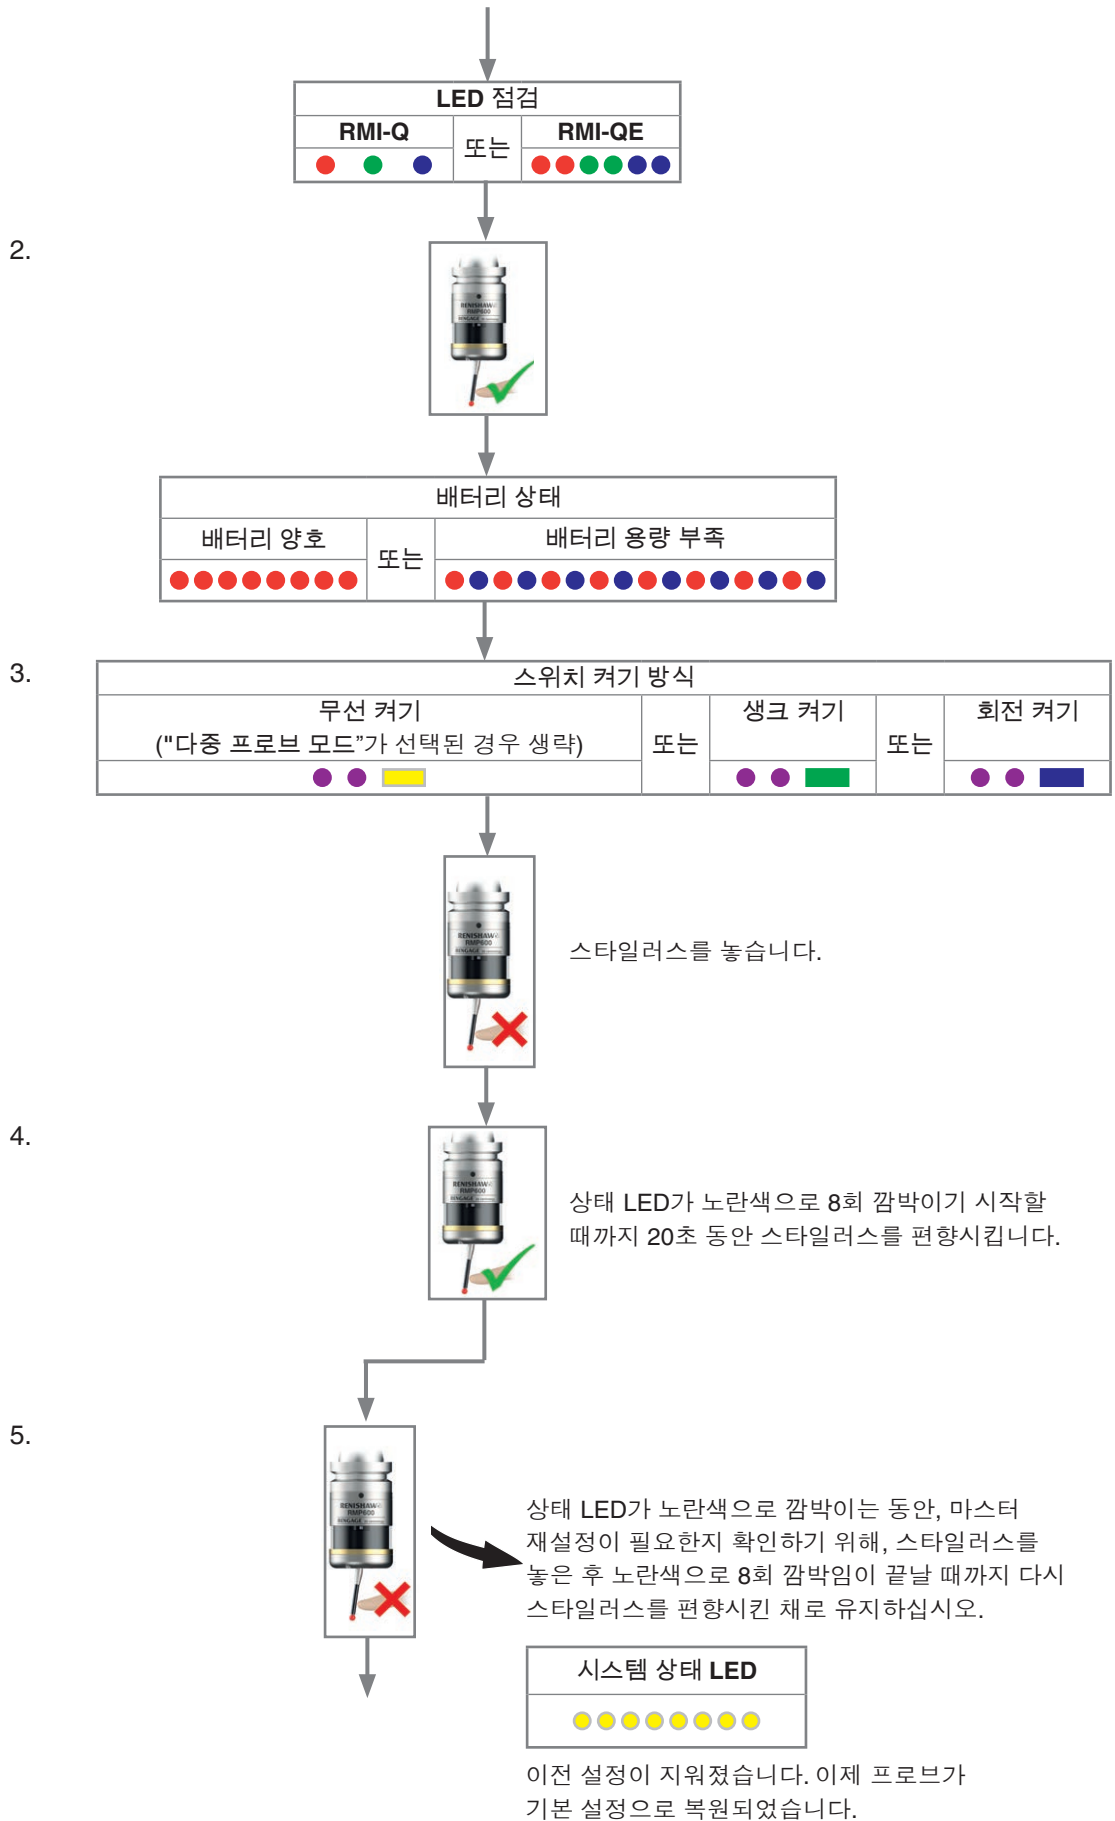 LED 점검
RMI-Q
또는
RMI-QE
2.
RENISHAW
RMP600
RENGAGE
배터리 상태
배터리 양호
또는
배터리 용량 부족
3.
스위치 켜기 방식
무선 켜기
("다중 프로브 모드”가 선택된 경우 생략)
또는
생크 켜기
또는
회전 켜기
RENISHAW
RMP600
RENGAGE
스타일러스를 놓습니다.
4.
RENISHAW
RMP600
RENGAGE
상태 LED가 노란색으로 8회 깜박이기 시작할
때까지 20초 동안 스타일러스를 편향시킵니다.
5.
RENISHAW
RMP600
RENGAGE
상태 LED가 노란색으로 깜박이는 동안, 마스터
재설정이 필요한지 확인하기 위해, 스타일러스를
놓은 후 노란색으로 8회 깜박임이 끝날 때까지 다시
스타일러스를 편향시킨 채로 유지하십시오.
시스템 상태 LED
이전 설정이 지워졌습니다. 이제 프로브가
기본 설정으로 복원되었습니다.